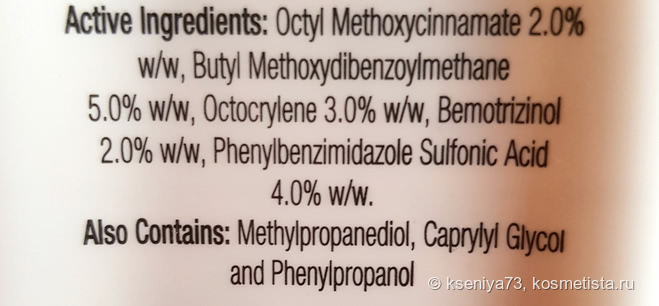 Active Ingredients: Octyl Methoxycinnamate 2.0%
w/w, Butyl Methoxydibenzoylmethane
5.0% w/w, Octocrylene 3.0% w/w, Bemotrizinol
2.0% w/w, Phenylbenzimidazole Sulfonic Acid
4.0% w/w.
Also Contains: Methylpropanediol, Caprylyl Glycol
and Phenylpropanol
© kseniya73, kosmetista.ru